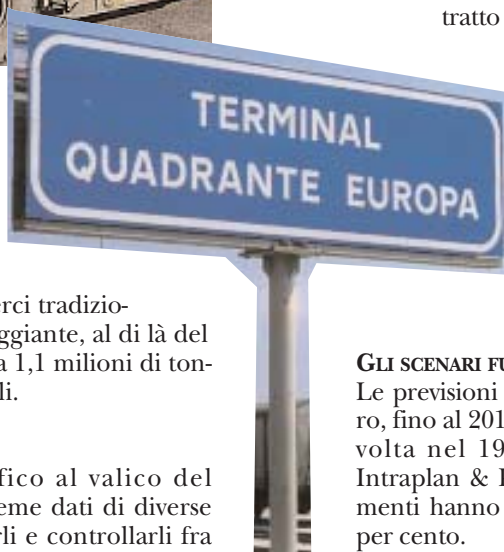 tratto
TERMINAL
QUADRANTE EUROPA
erci tradizio-
ggiante, al di là del
a 1,1 milioni di ton-
li.
fico al valico del
eme dati di diverse
rli e controllarli fra
GLI SCENARI FU
Le previsioni
ro, fino al 201
volta nel 19
Intraplan & I
menti hanno
per cento.